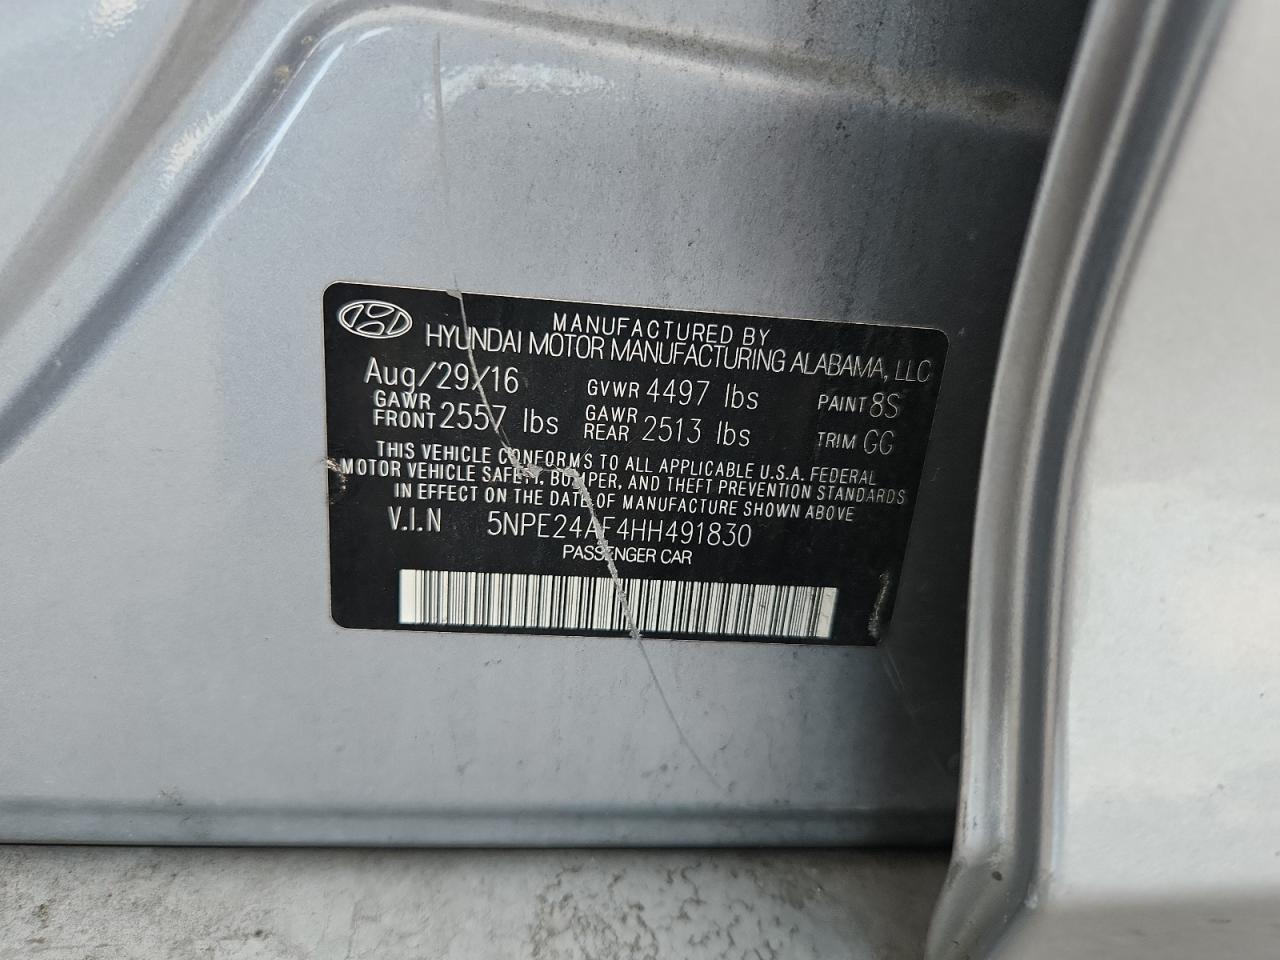 MANUFACTURED BY
HYUNDAI MOTOR MANUFACTURING ALABAMA, LLC
Aug/29/16 GVWR 4497 lbs PAINT 8S
GAWR FRONT 2557 lbs GAWR REAR 2513 lbs TRIM GG
THIS VEHICLE CONFORMS TO ALL APPLICABLE U.S.A. FEDERAL
MOTOR VEHICLE SAFETY, BUMPER, AND THEFT PREVENTION STANDARDS
IN EFFECT ON THE DATE OF MANUFACTURE SHOWN ABOVE
V.I.N 5NPE24AF4HH491830
PASSENGER CAR